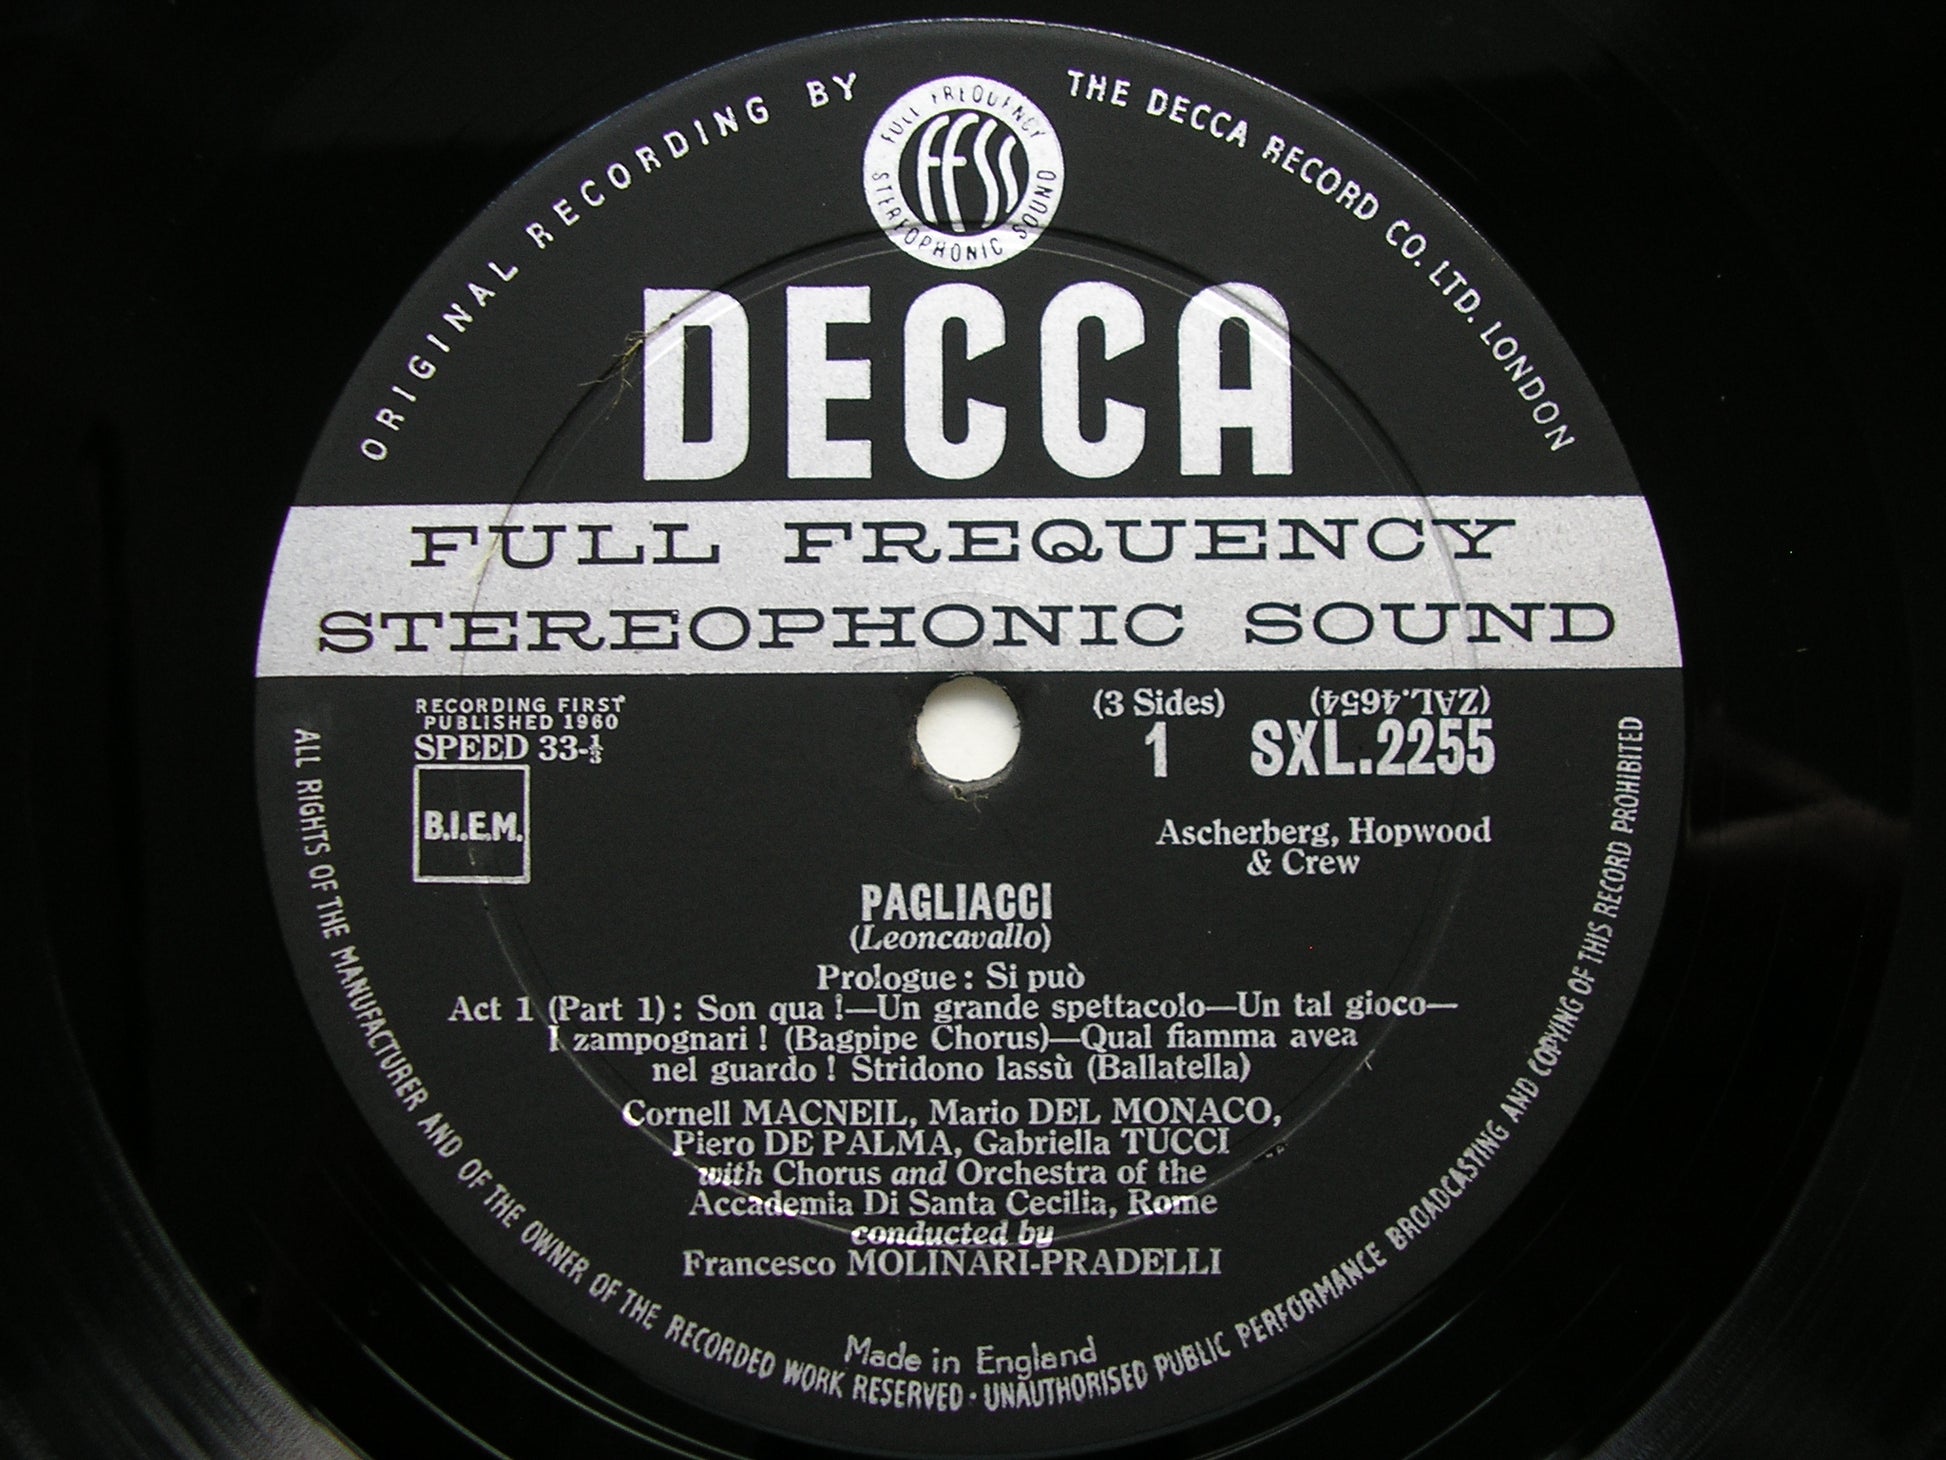 ORIGINAL RECORDING BY
THE DECCA RECORD CO. LTD. LONDON
FULL FREQUENCY
ffss
STEREOPHONIC SOUND
DECCA
FULL FREQUENCY
STEREOPHONIC SOUND
RECORDING FIRST
PUBLISHED 1960
SPEED 33-⅓
B.I.E.M.
(3 Sides)
1
(ZAL.4654)
SXL.2255
Ascherberg, Hopwood
& Crew
PAGLIACCI
(Leoncavallo)
Prologue : Si può
Act 1 (Part 1) : Son qua !—Un grande spettacolo—Un tal gioco—
I zampognari ! (Bagpipe Chorus)—Qual fiamma avea
nel guardo ! Stridono lassù (Ballatella)
Cornell MACNEIL, Mario DEL MONACO,
Piero DE PALMA, Gabriella TUCCI
with Chorus and Orchestra of the
Accademia Di Santa Cecilia, Rome
conducted by
Francesco MOLINARI-PRADELLI
Made in England
ALL RIGHTS OF THE MANUFACTURER AND OF THE OWNER OF THE RECORDED WORK RESERVED · UNAUTHORISED PUBLIC PERFORMANCE BROADCASTING AND COPYING OF THIS RECORD PROHIBITED